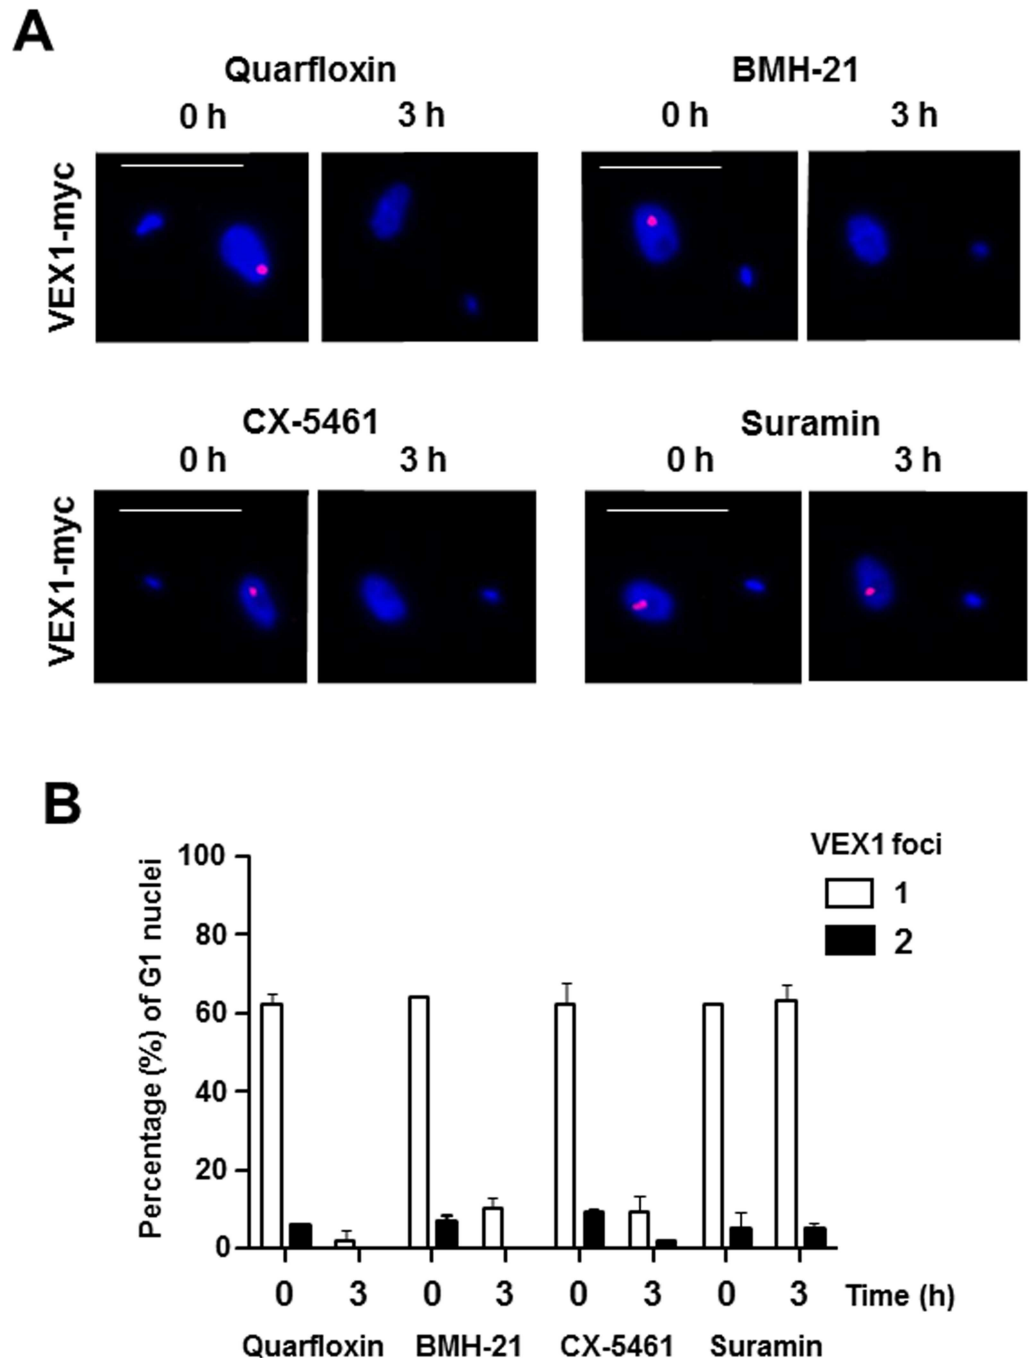 A
Quarfloxin
0 h 3 h
BMH-21
0 h 3 h
VEX1-myc
CX-5461
0 h 3 h
Suramin
0 h 3 h
VEX1-myc
B
VEX1 foci
1
2
Percentage (%) of G1 nuclei
100
80
60
40
20
0
0 3 0 3 0 3 0 3 Time (h)
Quarfloxin BMH-21 CX-5461 Suramin